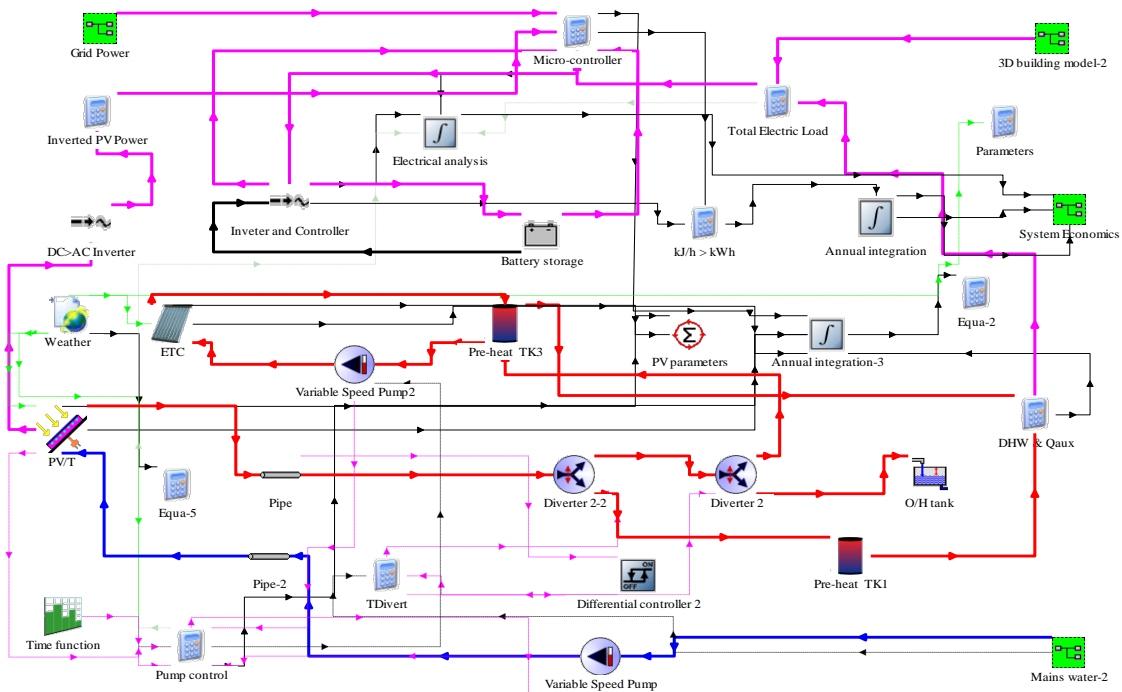 Grid Power
Micro-controller
3D building model-2
Inverted PV Power
Total Electric Load
Parameters
Electrical analysis
DC>AC Inverter
Inveter and Controller
Battery storage
kJ/h > kWh
Annual integration
System Economics
Weather
ETC
Pre-heat TK3
PV parameters
Annual integration-3
Equa-2
Variable Speed Pump2
PV/T
DHW & Qaux
Equa-5
Pipe
Diverter 2-2
Diverter 2
O/H tank
Pipe-2
TDivert
ON
OFF
Differential controller 2
Pre-heat TK1
Time function
Pump control
Variable Speed Pump
Mains water-2